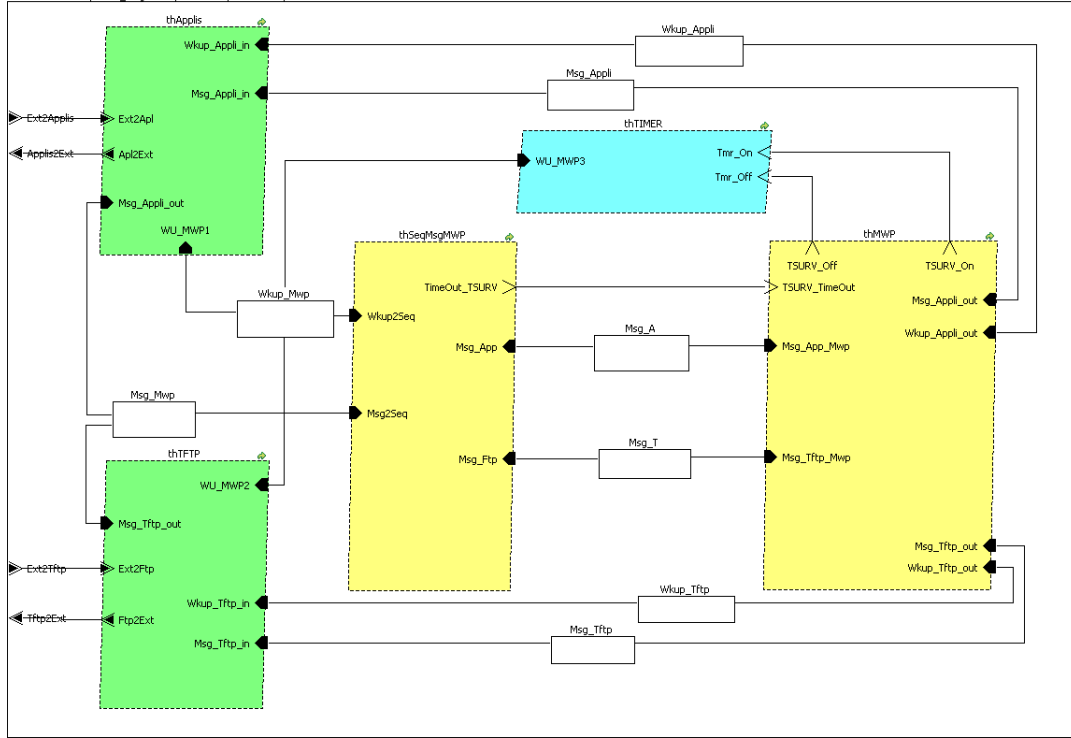 thApplis
Wkup_Appli_in
Wkup_Appli
Msg_Appli_in
Msg_Appli
Ext2Applis
Ext2Apl
thTIMER
Applis2Ext
Apl2Ext
WU_MWP3
Tmr_On
Tmr_Off
Msg_Appli_out
WU_MWP1
thSeqMsgMWP
thMWP
TSURV_Off
TSURV_On
TimeOut_TSURV
TSURV_TimeOut
Wkup_Mwp
Msg_Appli_out
Wkup2Seq
Msg_A
Wkup_Appli_out
Msg_App
Msg_App_Mwp
Msg_Mwp
Msg2Seq
Msg_T
thTFTP
Msg_Ftp
Msg_Tftp_Mwp
WU_MWP2
Msg_Tftp_out
Msg_Tftp_out
Ext2Tftp
Ext2Ftp
Wkup_Tftp_out
Wkup_Tftp_in
Wkup_Tftp
Tftp2Ext
Ftp2Ext
Msg_Tftp_in
Msg_Tftp